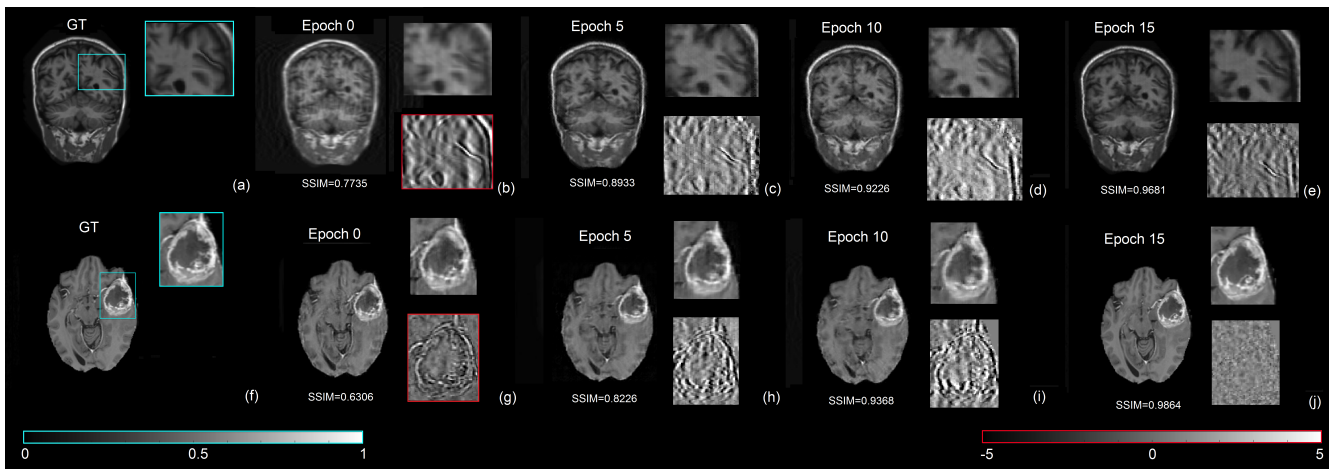 GT
Epoch 0
Epoch 5
Epoch 10
Epoch 15
(a)
SSIM=0.7735
(b)
SSIM=0.8933
(c)
SSIM=0.9226
(d)
SSIM=0.9681
(e)
GT
Epoch 0
Epoch 5
Epoch 10
Epoch 15
(f)
SSIM=0.6306
(g)
SSIM=0.8226
(h)
SSIM=0.9368
(i)
SSIM=0.9864
(j)
0
0.5
1
-5
0
5